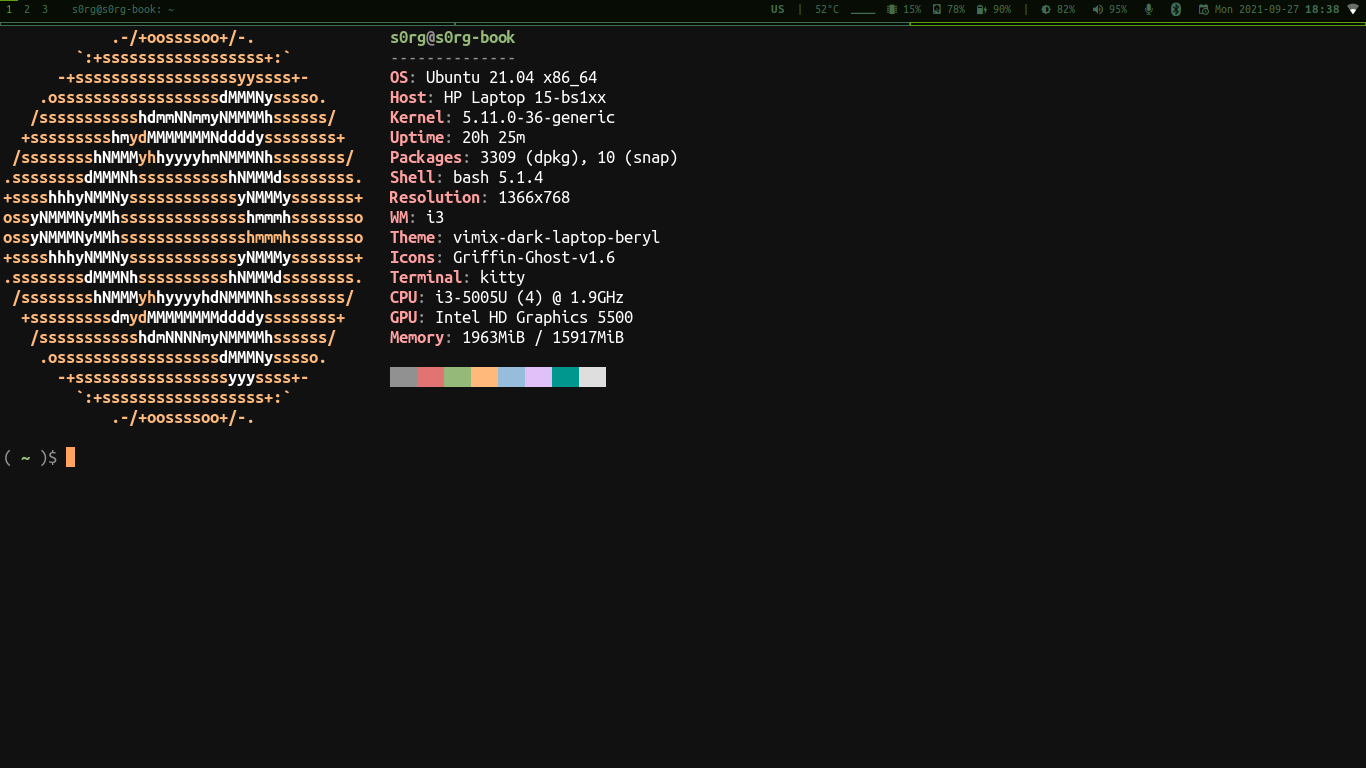 1 2 3 s0rg@s0rg-book: ~ US | 52°C 15% 78% 90% | 82% 95% Mon 2021-09-27 18:38
.-/+oossssoo+/-. s0rg@s0rg-book
`:+ssssssssssssssssss+:` --------------
-+ssssssssssssssssssyyssss+- OS: Ubuntu 21.04 x86_64
.ossssssssssssssssssdMMMNysssso. Host: HP Laptop 15-bs1xx
/ssssssssssshdmmNNmmyNMMMMhssssss/ Kernel: 5.11.0-36-generic
+ssssssssshmydMMMMMMMNddddyssssssss+ Uptime: 20h 25m
/sssssssshNMMMyhhyyyyhmNMMMNhssssssss/ Packages: 3309 (dpkg), 10 (snap)
.ssssssssdMMMNhsssssssssshNMMMdssssssss. Shell: bash 5.1.4
+sssshhhyNMMNyssssssssssssyNMMMysssssss+ Resolution: 1366x768
ossyNMMMNyMMhsssssssssssssshmmmhssssssso WM: i3
ossyNMMMNyMMhsssssssssssssshmmmhssssssso Theme: vimix-dark-laptop-beryl
+sssshhhyNMMNyssssssssssssyNMMMysssssss+ Icons: Griffin-Ghost-v1.6
.ssssssssdMMMNhsssssssssshNMMMdssssssss. Terminal: kitty
/sssssssshNMMMyhhyyyyhdNMMMNhssssssss/ CPU: i3-5005U (4) @ 1.9GHz
+sssssssssdmydMMMMMMMMddddyssssssss+ GPU: Intel HD Graphics 5500
/ssssssssssshdmNNNNmyNMMMMhssssss/ Memory: 1963MiB / 15917MiB
.ossssssssssssssssssdMMMNysssso.
-+sssssssssssssssssyyyssss+-
`:+ssssssssssssssssss+:`
.-/+oossssoo+/-.
( ~ )$